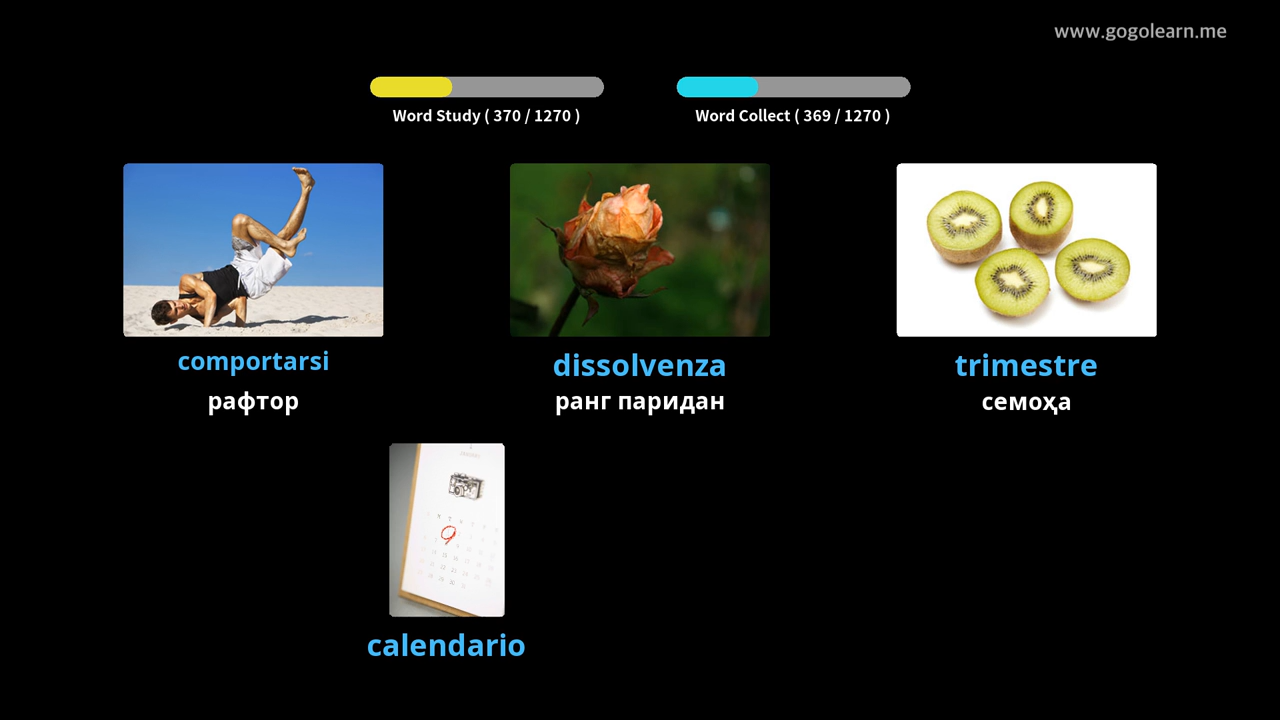 www.gogolearn.me
Word Study ( 370 / 1270 )
Word Collect ( 369 / 1270 )
comportarsi
рафтор
dissolvenza
ранг паридан
trimestre
семоҳа
calendario